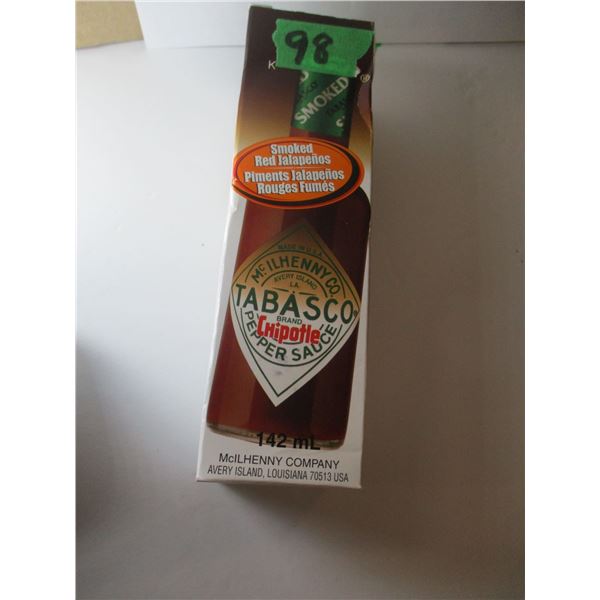 98
K
®
SMOKED
SMOKED
Smoked
Red Jalapeños
Piments Jalapeños
Rouges Fumés
MADE IN U.S.A.
McILHENNY CO.
AVERY ISLAND
LA.
TABASCO®
BRAND
CHiPOtle
PEPPER SAUCE
142 mL
McILHENNY COMPANY
AVERY ISLAND, LOUISIANA 70513 USA